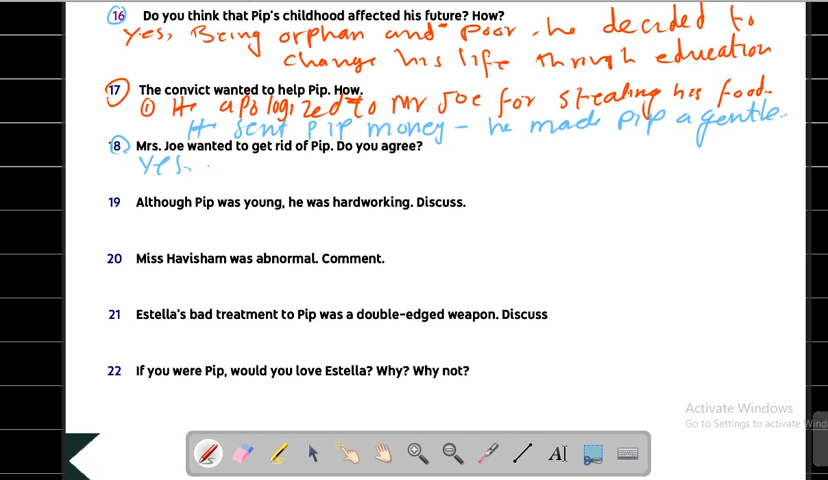 16 Do you think that Pip's childhood affected his future? How?
Yes, Being orphan and poor, he decided to
change his life through education
17 The convict wanted to help Pip. How.
① He apologized to Mr Joe for stealing his food.
He sent Pip money - he made Pip a gentle.
18 Mrs. Joe wanted to get rid of Pip. Do you agree?
Yes,
19 Although Pip was young, he was hardworking. Discuss.
20 Miss Havisham was abnormal. Comment.
21 Estella's bad treatment to Pip was a double-edged weapon. Discuss
22 If you were Pip, would you love Estella? Why? Why not?
Activate Windows
Go to Settings to activate Wind
AI